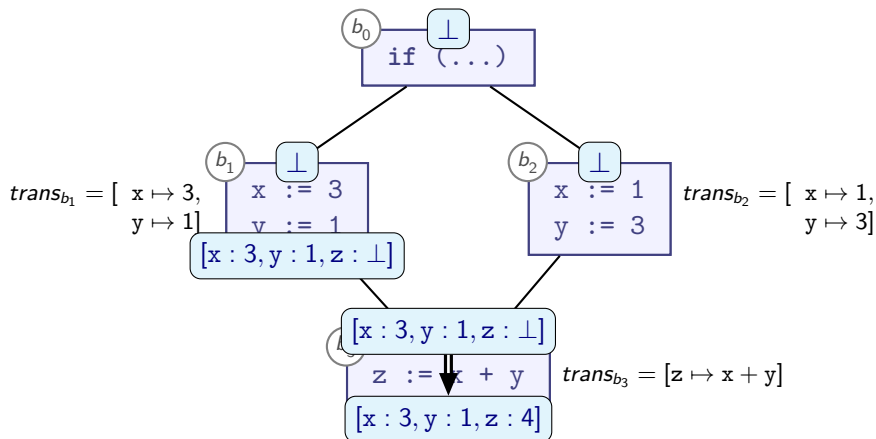 b0
⊥
if (...)
b1
⊥
b2
⊥
trans_b1 = [ x ↦ 3,
y ↦ 1]
x := 3
y := 1
x := 1
y := 3
trans_b2 = [ x ↦ 1,
y ↦ 3]
[x : 3, y : 1, z : ⊥]
[x : 3, y : 1, z : ⊥]
z := x + y
trans_b3 = [z ↦ x + y]
[x : 3, y : 1, z : 4]